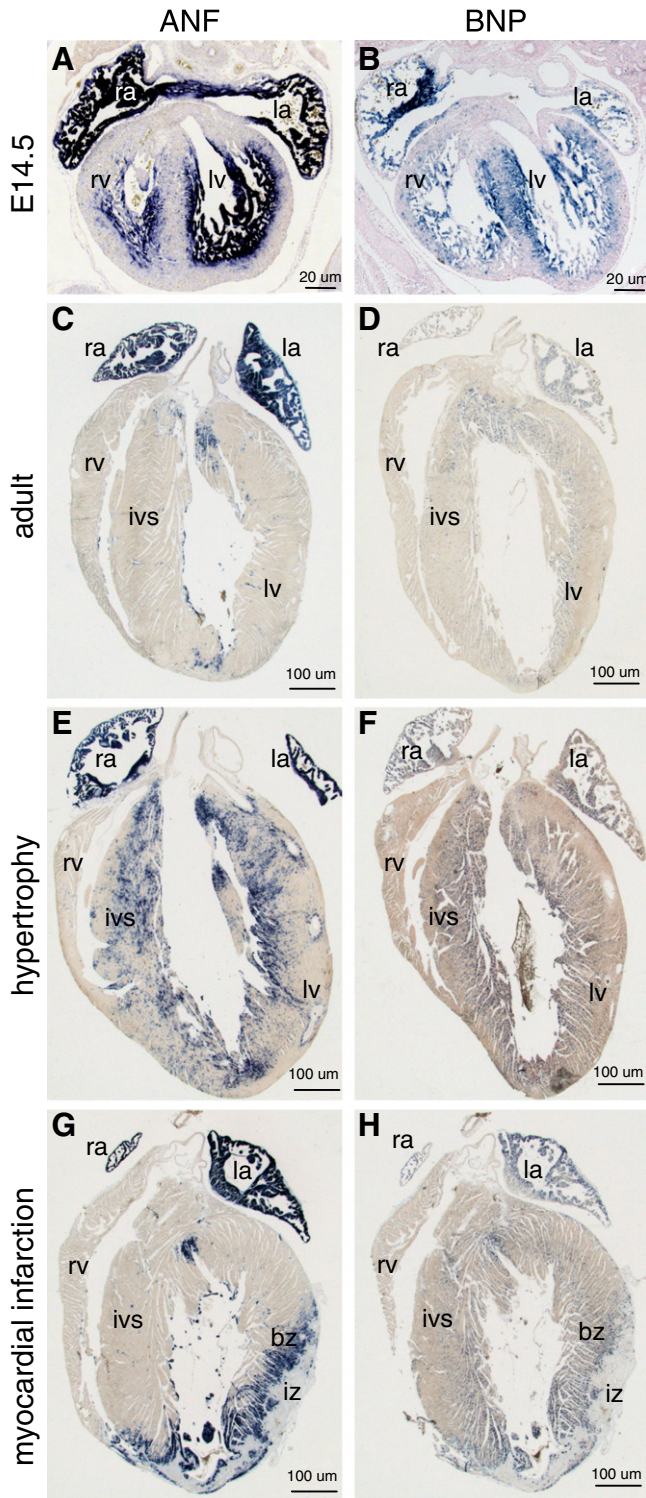 ANF
BNP
E14.5
A
ra
la
rv
lv
20 um
B
ra
la
rv
lv
20 um
adult
C
ra
la
rv
ivs
lv
100 um
D
ra
la
rv
ivs
lv
100 um
hypertrophy
E
ra
la
rv
ivs
lv
100 um
F
ra
la
rv
ivs
lv
100 um
myocardial infarction
G
ra
la
rv
ivs
bz
iz
100 um
H
ra
la
rv
ivs
bz
iz
100 um